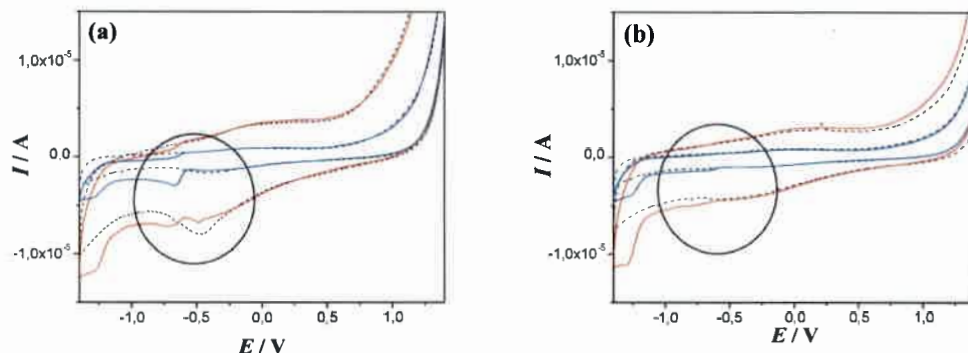 (a)
1,0x10⁻⁵
0,0
-1,0x10⁻⁵
I / A
-1,0 -0,5 0,0 0,5 1,0
E / V
(b)
1,0x10⁻⁵
0,0
-1,0x10⁻⁵
I / A
-1,0 -0,5 0,0 0,5 1,0
E / V